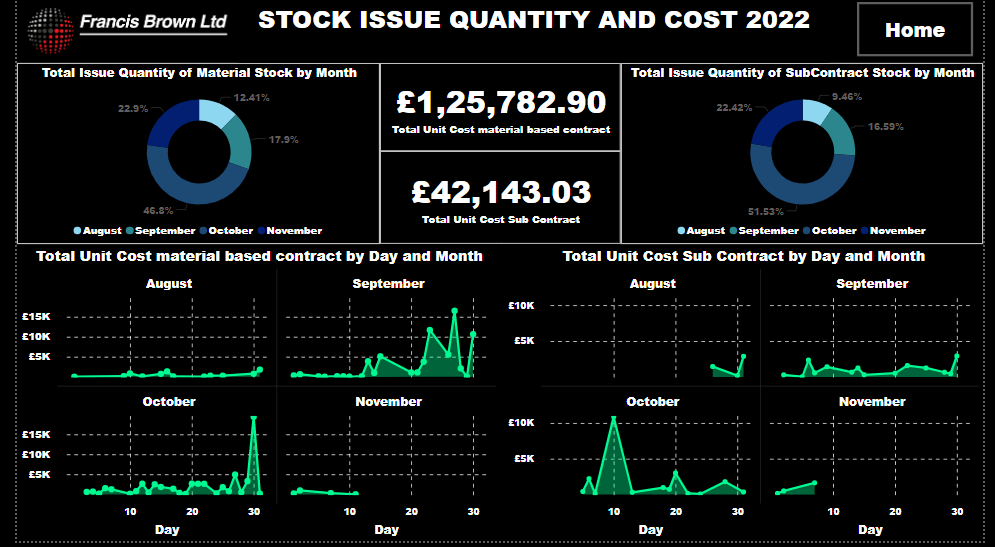 Francis Brown Ltd
STOCK ISSUE QUANTITY AND COST 2022
Home
Total Issue Quantity of Material Stock by Month
12.41%
17.9%
46.8%
22.9%
August September October November
£1,25,782.90
Total Unit Cost material based contract
£42,143.03
Total Unit Cost Sub Contract
Total Issue Quantity of SubContract Stock by Month
9.46%
16.59%
51.53%
22.42%
August September October November
Total Unit Cost material based contract by Day and Month
August
September
£15K
£10K
£5K
October
November
£15K
£10K
£5K
10 20 30
10 20 30
Day
Day
Total Unit Cost Sub Contract by Day and Month
August
September
£10K
£5K
October
November
£10K
£5K
10 20 30
10 20 30
Day
Day